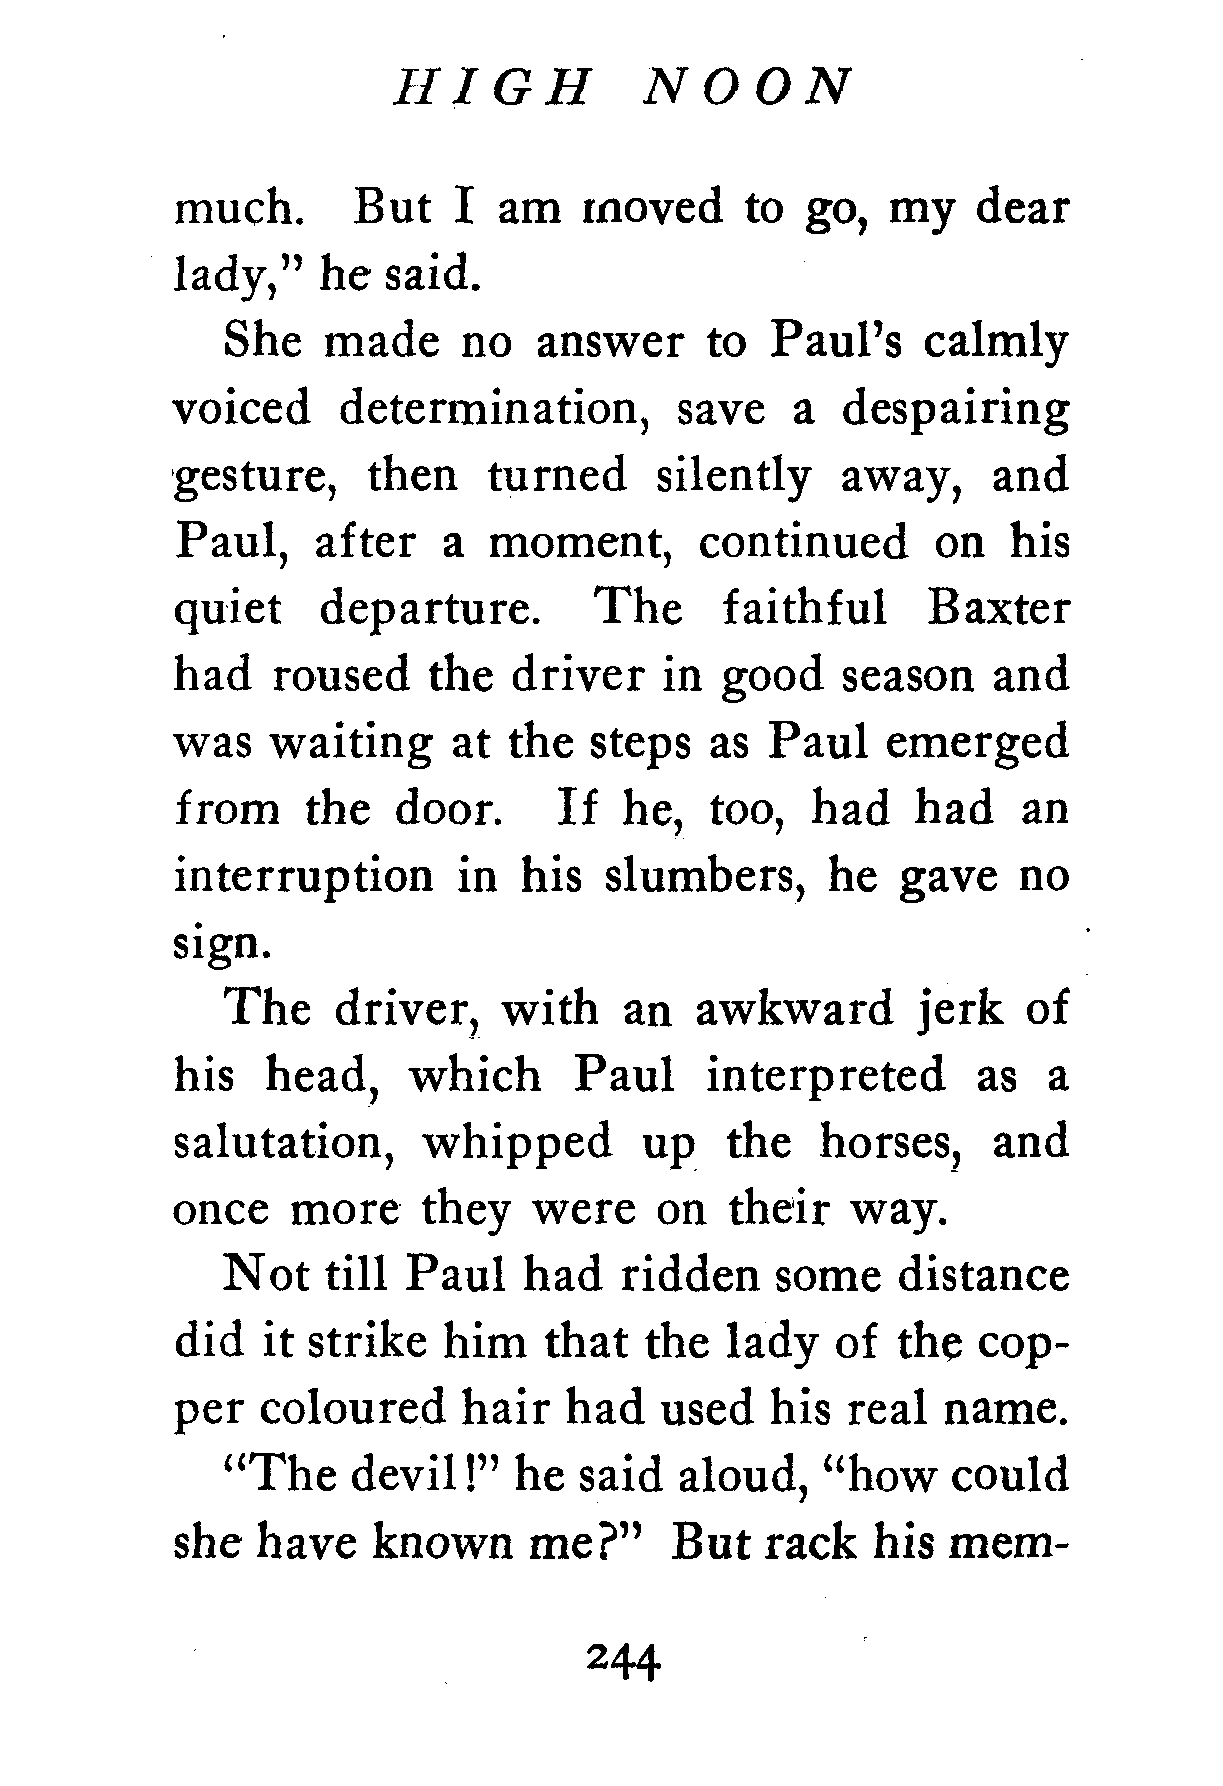 HIGH NOON
much. But I am moved to go, my dear
lady,” he said.
She made no answer to Paul’s calmly
voiced determination, save a despairing
gesture, then turned silently away, and
Paul, after a moment, continued on his
quiet departure. The faithful Baxter
had roused the driver in good season and
was waiting at the steps as Paul emerged
from the door. If he, too, had had an
interruption in his slumbers, he gave no
sign.
The driver, with an awkward jerk of
his head, which Paul interpreted as a
salutation, whipped up the horses, and
once more they were on their way.
Not till Paul had ridden some distance
did it strike him that the lady of the cop-
per coloured hair had used his real name.
“The devil!” he said aloud, “how could
she have known me?” But rack his mem-
244